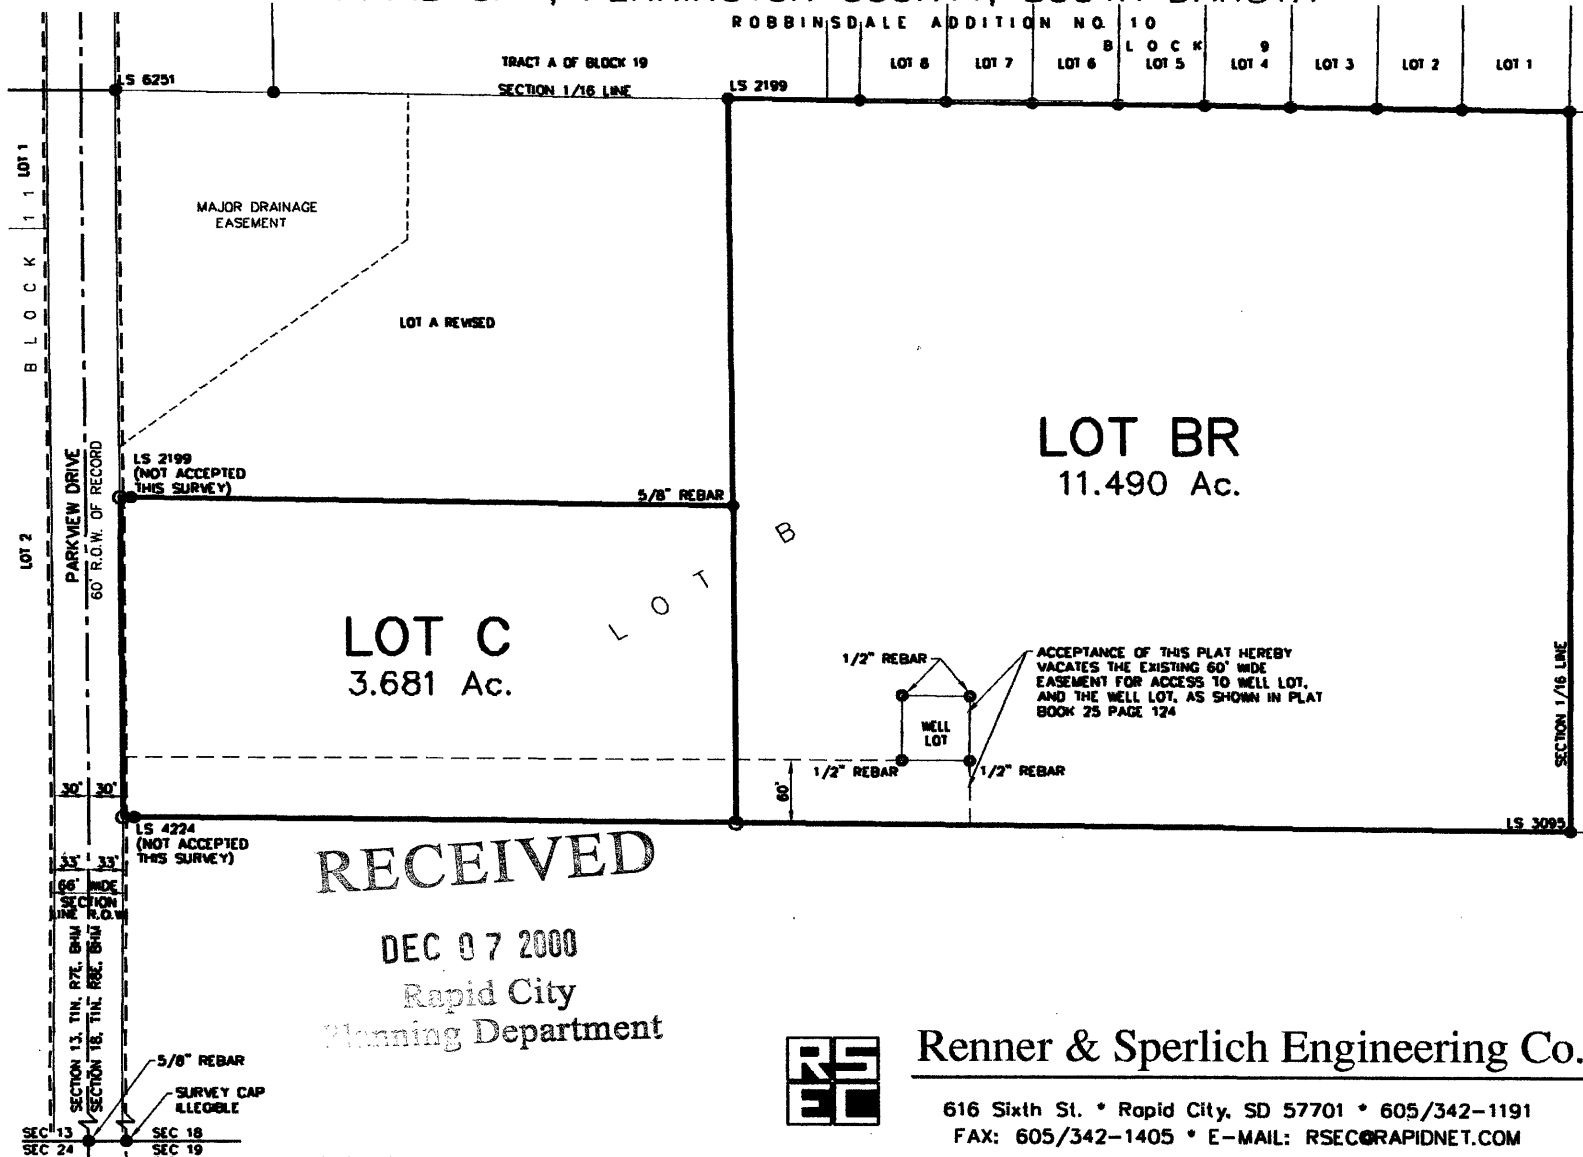 PENNINGTON COUNTY, SOUTH DAKOTA
ROBBINSDALE ADDITION NO. 10
BLOCK 9
TRACT A OF BLOCK 19
LOT 8
LOT 7
LOT 6
LOT 5
LOT 4
LOT 3
LOT 2
LOT 1
LS 6251
SECTION 1/16 LINE
LS 2199
LOT 1
BLOCK 11
MAJOR DRAINAGE
EASEMENT
LOT A REVISED
LOT BR
11.490 Ac.
LS 2199
(NOT ACCEPTED
THIS SURVEY)
5/8" REBAR
PARKVIEW DRIVE
60' R.O.W. OF RECORD
LOT 2
LOT B
LOT C
3.681 Ac.
1/2" REBAR
ACCEPTANCE OF THIS PLAT HEREBY
VACATES THE EXISTING 60' WIDE
EASEMENT FOR ACCESS TO WELL LOT,
AND THE WELL LOT, AS SHOWN IN PLAT
BOOK 25 PAGE 124
WELL
LOT
SECTION 1/16 LINE
1/2" REBAR
1/2" REBAR
60'
30' 30'
LS 4224
(NOT ACCEPTED
THIS SURVEY)
LS 3095
33' 33'
66' WIDE
SECTION
LINE R.O.W.
RECEIVED
DEC 07 2000
Rapid City
Planning Department
SECTION 13, T1N, R7E, BHM
SECTION 18, T1N, R8E, BHM
5/8" REBAR
SURVEY CAP
ILLEGIBLE
SEC 13
SEC 18
SEC 24
SEC 19
RS
EC
Renner & Sperlich Engineering Co.
616 Sixth St. * Rapid City, SD 57701 * 605/342-1191
FAX: 605/342-1405 * E-MAIL: RSEC@RAPIDNET.COM